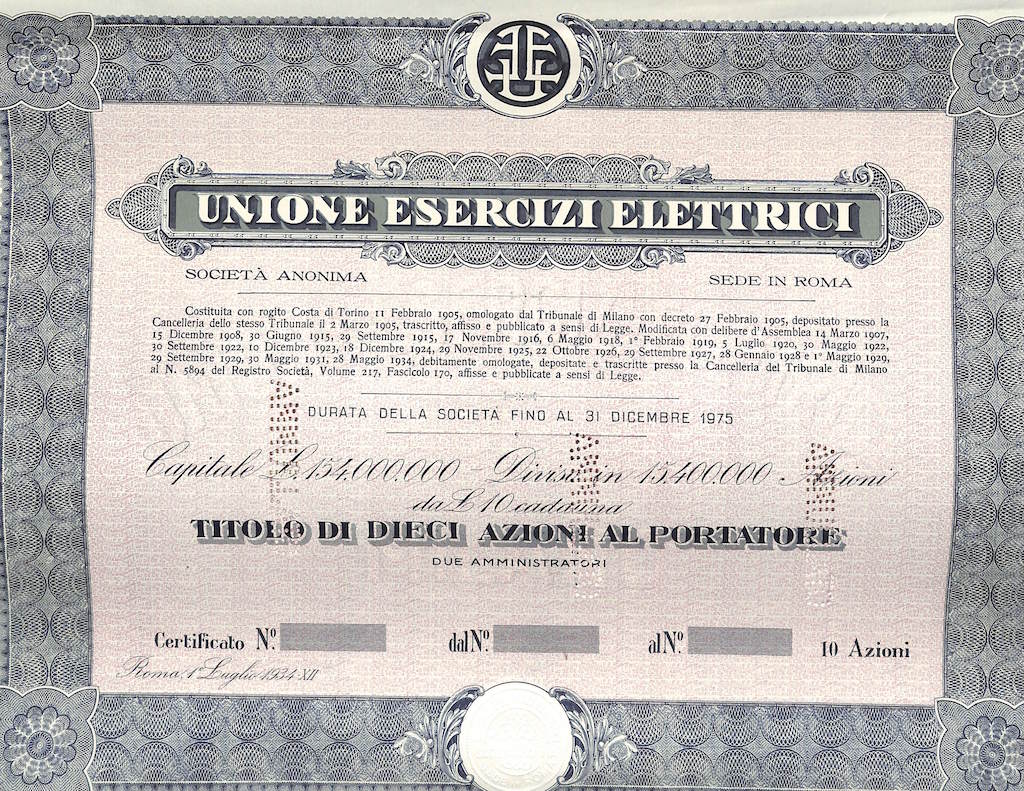 UNIONE ESERCIZI ELETTRICI
SOCIETÀ ANONIMA
SEDE IN ROMA
Costituita con rogito Costa di Torino 11 Febbraio 1905, omologato dal Tribunale di Milano con decreto 27 Febbraio 1905, depositato presso la
Cancelleria dello stesso Tribunale il 2 Marzo 1905, trascritto, affisso e pubblicato a sensi di Legge. Modificata con delibere d'Assemblea 14 Marzo 1907,
15 Dicembre 1908, 30 Giugno 1915, 29 Settembre 1915, 17 Novembre 1916, 6 Maggio 1918, 1º Febbraio 1919, 5 Luglio 1920, 30 Maggio 1922,
30 Settembre 1922, 10 Dicembre 1923, 18 Dicembre 1924, 29 Novembre 1925, 22 Ottobre 1926, 29 Settembre 1927, 28 Gennaio 1928 e 1º Maggio 1929,
29 Settembre 1929, 30 Maggio 1931, 28 Maggio 1934, debitamente omologate, depositate e trascritte presso la Cancelleria del Tribunale di Milano
al N. 5894 del Registro Società, Volume 217, Fascicolo 170, affisse e pubblicate a sensi di Legge.
DURATA DELLA SOCIETÀ FINO AL 31 DICEMBRE 1975
Capitale £. 154.000.000 - Diviso in 15.400.000 Azioni
da £ 10 cadauna
TITOLO DI DIECI AZIONI AL PORTATORE
DUE AMMINISTRATORI
Certificato Nº. dal Nº. al Nº. 10 Azioni
Roma, 1º Luglio 1934-XII